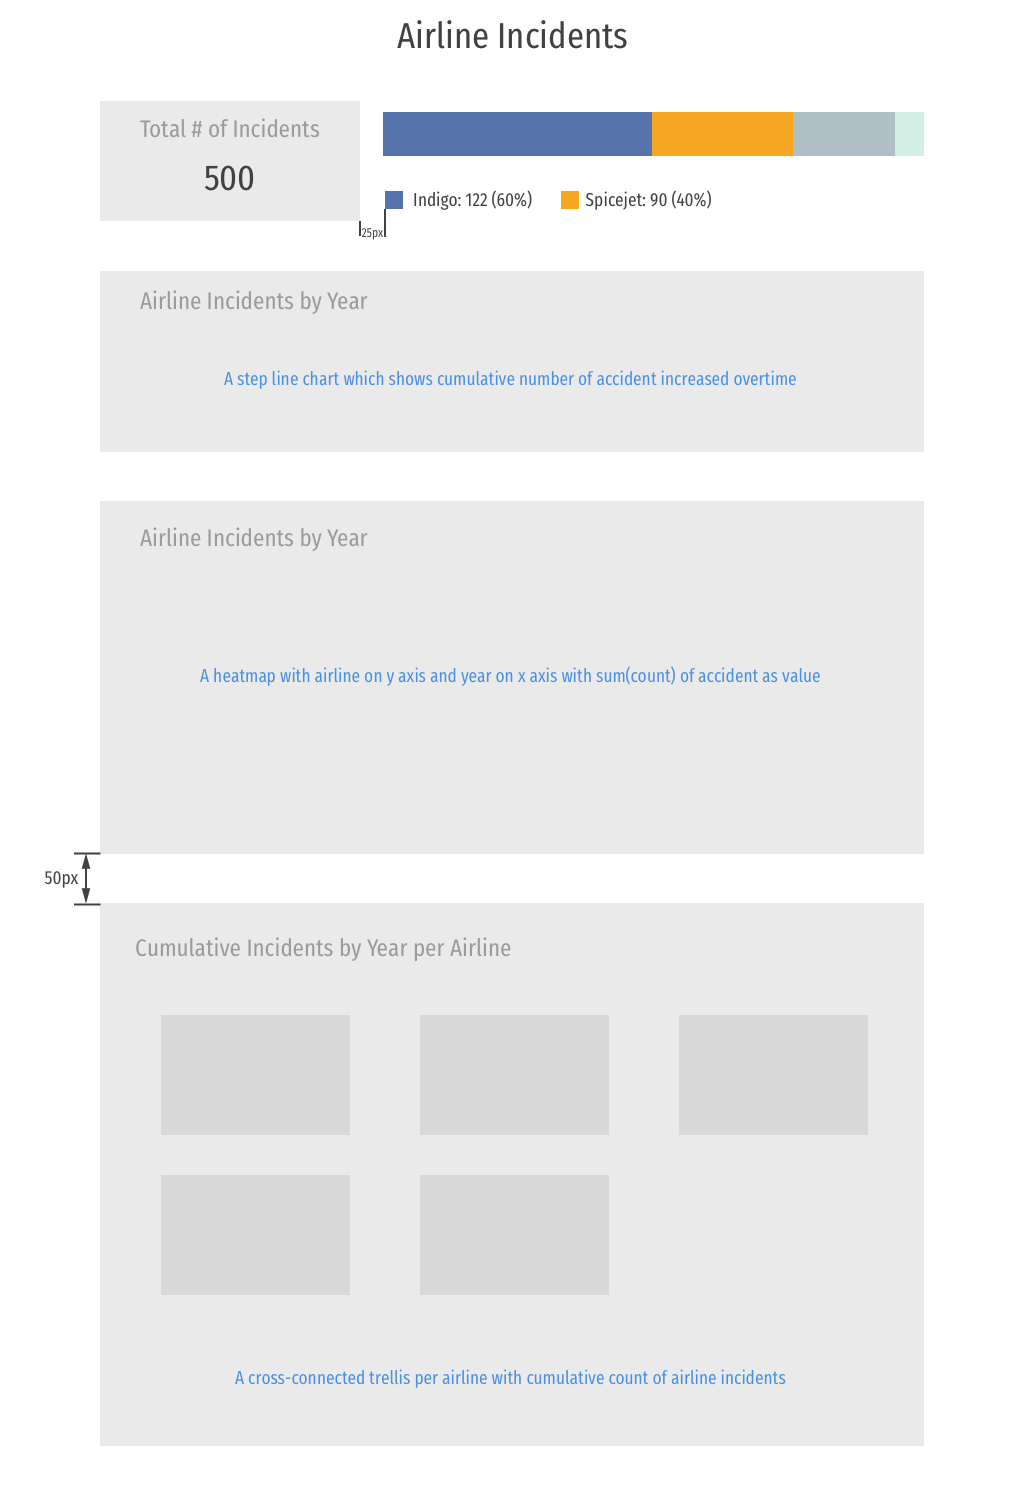 Airline Incidents
Total # of Incidents
500
Indigo: 122 (60%)
Spicejet: 90 (40%)
25px
Airline Incidents by Year
A step line chart which shows cumulative number of accident increased overtime
Airline Incidents by Year
A heatmap with airline on y axis and year on x axis with sum(count) of accident as value
50px
Cumulative Incidents by Year per Airline
A cross-connected trellis per airline with cumulative count of airline incidents